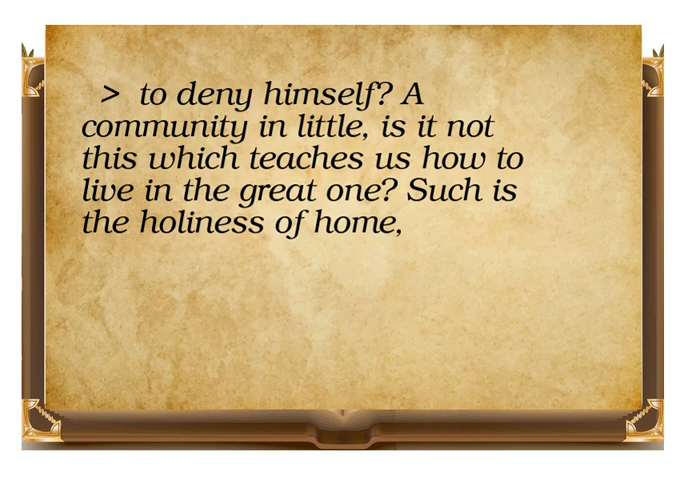 > to deny himself? A
community in little, is it not
this which teaches us how to
live in the great one? Such is
the holiness of home,